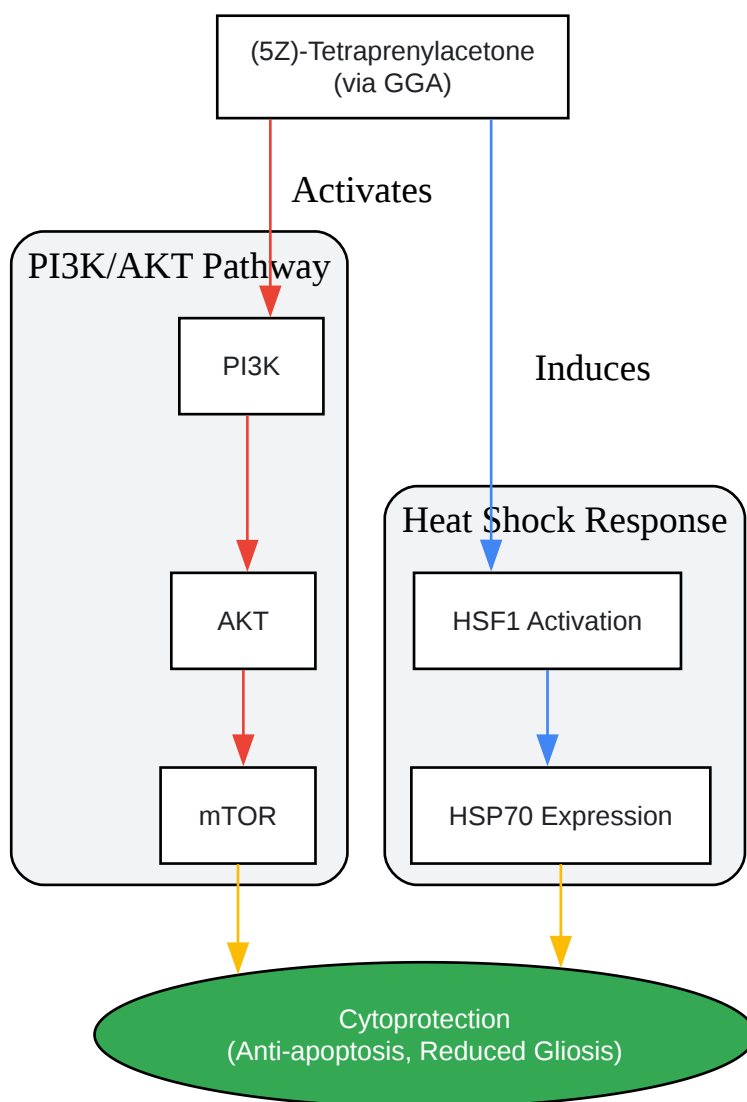 (5Z)-Tetraprenylacetone
(via GGA)
Activates
PI3K/AKT Pathway
PI3K
Induces
Heat Shock Response
AKT
HSF1 Activation
mTOR
HSP70 Expression
Cytoprotection
(Anti-apoptosis, Reduced Gliosis)